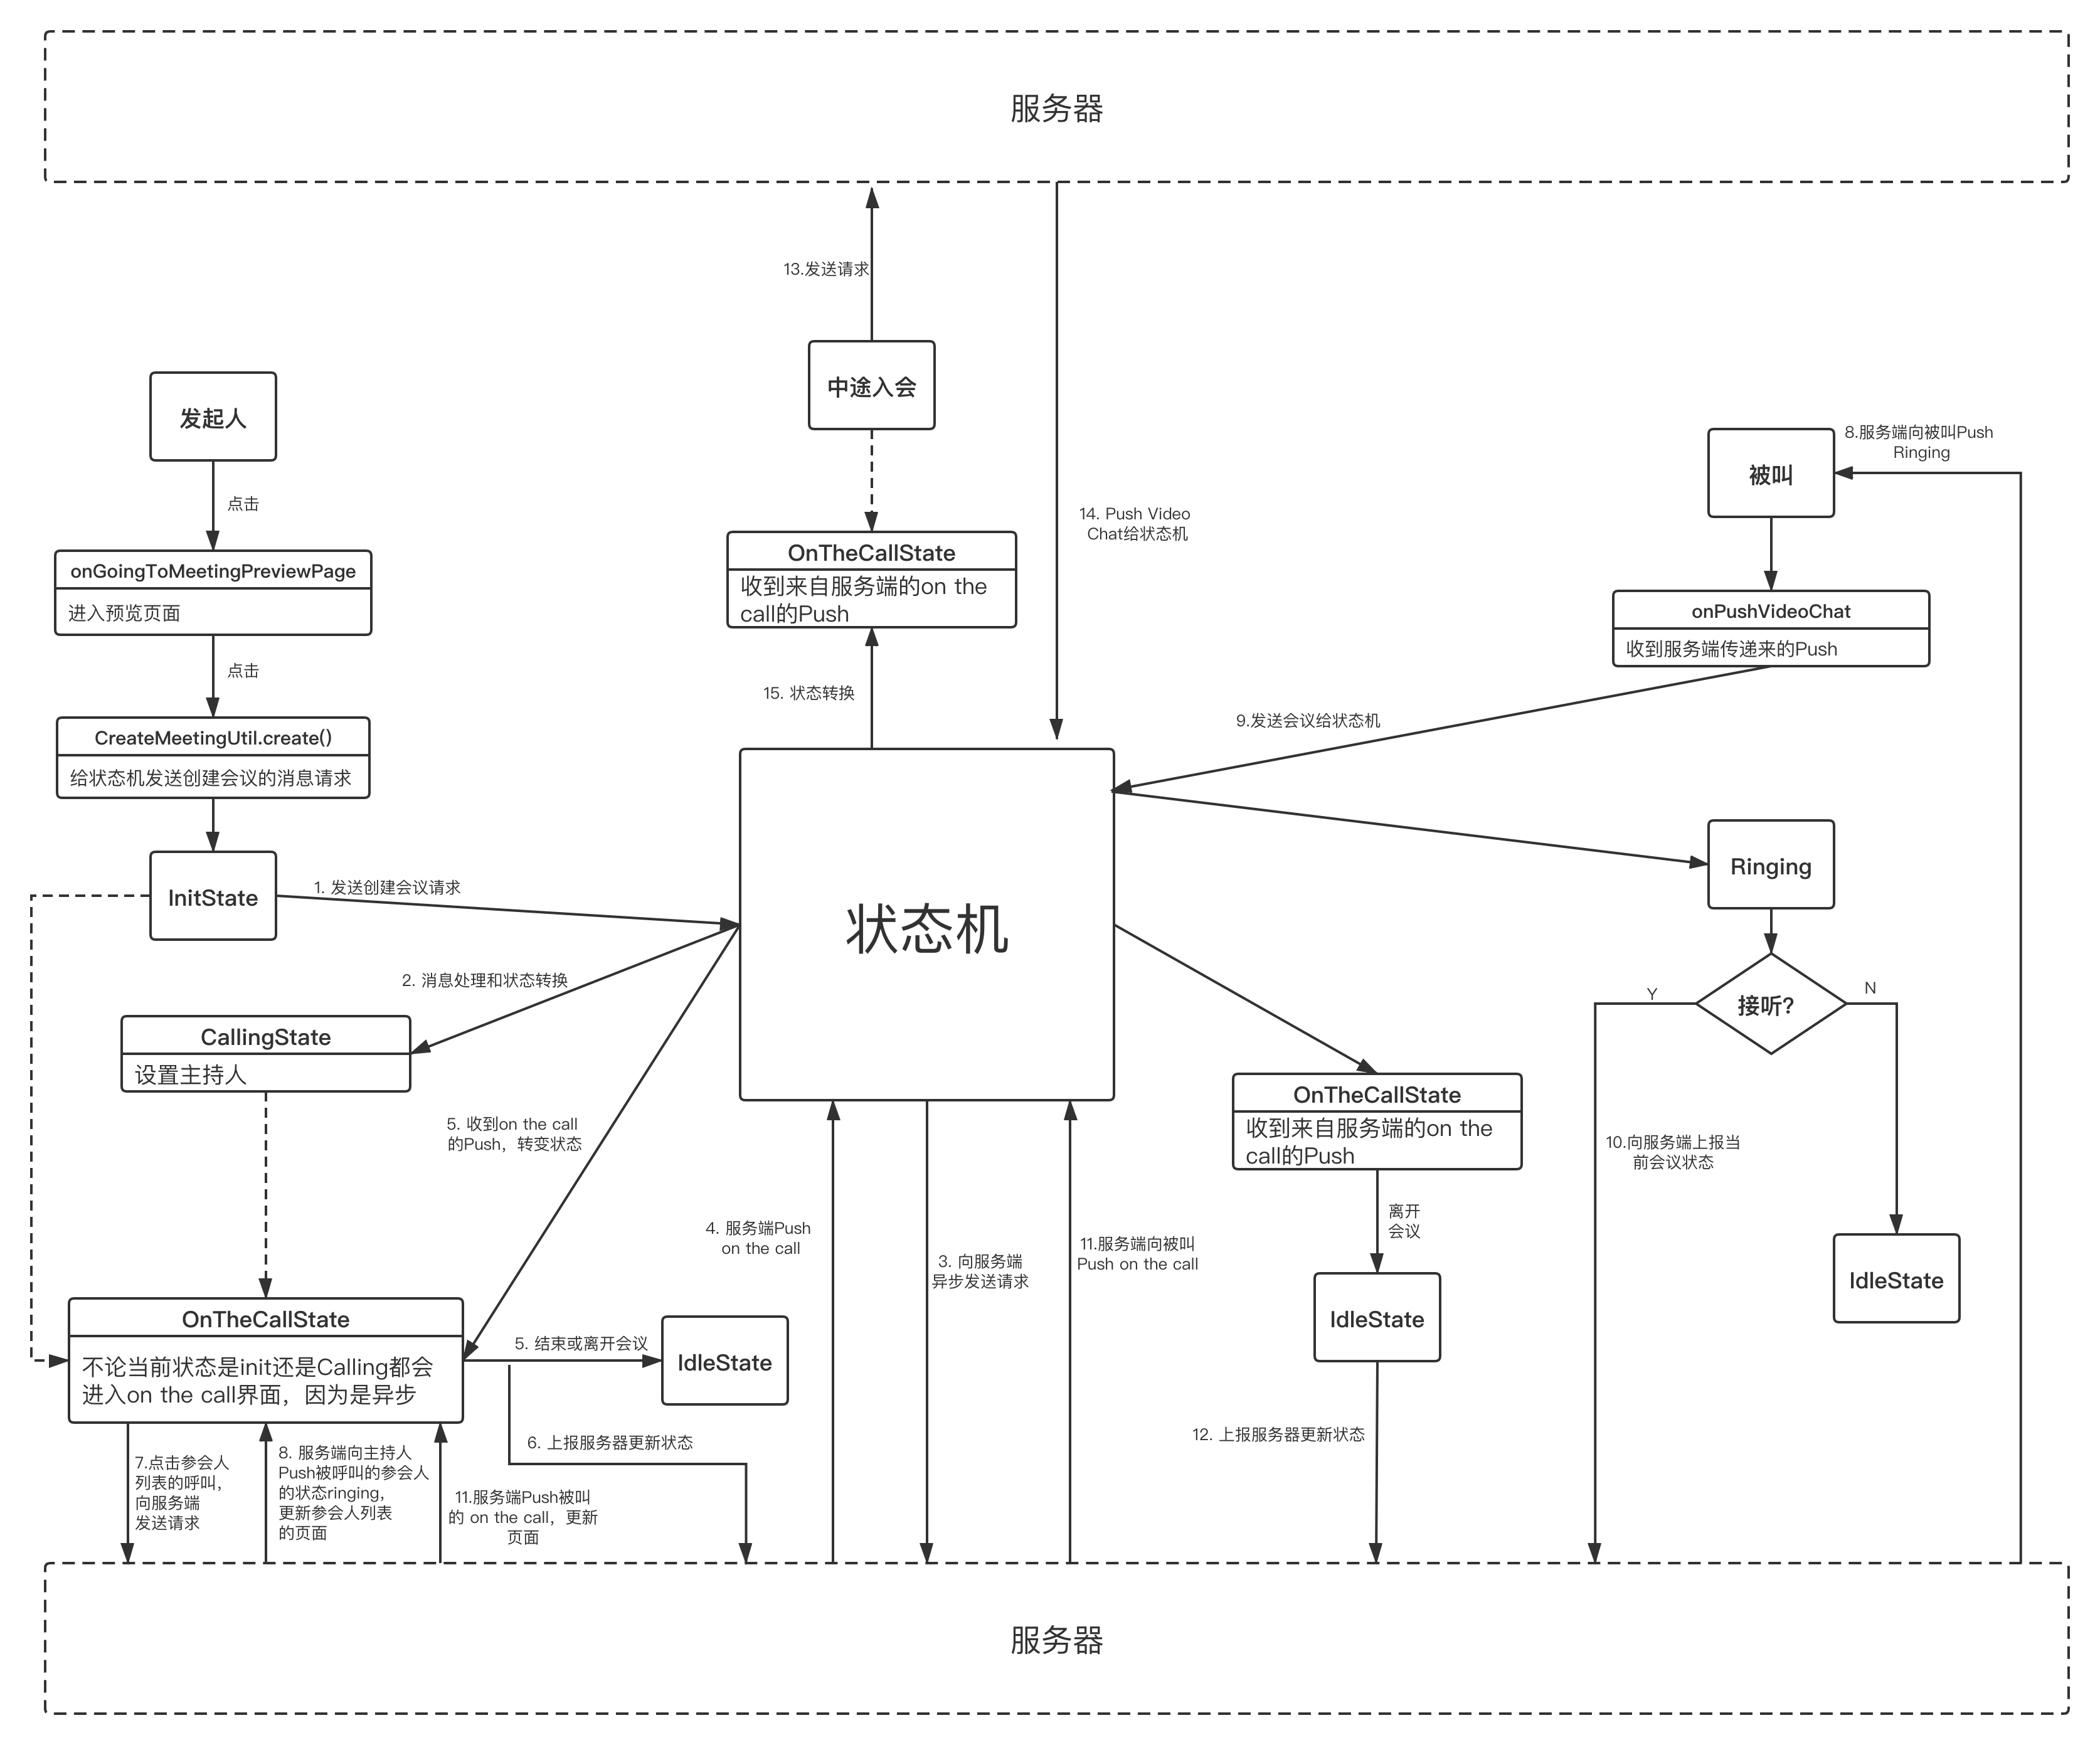 服务器
13.发送请求
中途入会
发起人
8.服务端向被叫Push
Ringing
被叫
点击
14. Push Video
Chat给状态机
OnTheCallState
收到来自服务端的on the
call的Push
onGoingToMeetingPreviewPage
进入预览页面
onPushVideoChat
收到服务端传递来的Push
点击
15. 状态转换
9.发送会议给状态机
CreateMeetingUtil.create()
给状态机发送创建会议的消息请求
Ringing
InitState
1. 发送创建会议请求
状态机
2. 消息处理和状态转换
Y
N
接听?
CallingState
设置主持人
OnTheCallState
收到来自服务端的on the
call的Push
5. 收到on the call
的Push，转变状态
10.向服务端上报当
前会议状态
离开
会议
4. 服务端Push
on the call
3. 向服务端
异步发送请求
11.服务端向被叫
Push on the call
IdleState
IdleState
OnTheCallState
不论当前状态是init还是Calling都会
进入on the call界面，因为是异步
5. 结束或离开会议
IdleState
6. 上报服务器更新状态
12. 上报服务器更新状态
7.点击参会人
列表的呼叫，
向服务端
发送请求
8. 服务端向主持人
Push被呼叫的参会人
的状态ringing，
更新参会人列表
的页面
11.服务端Push被叫
的 on the call，更新
页面
服务器